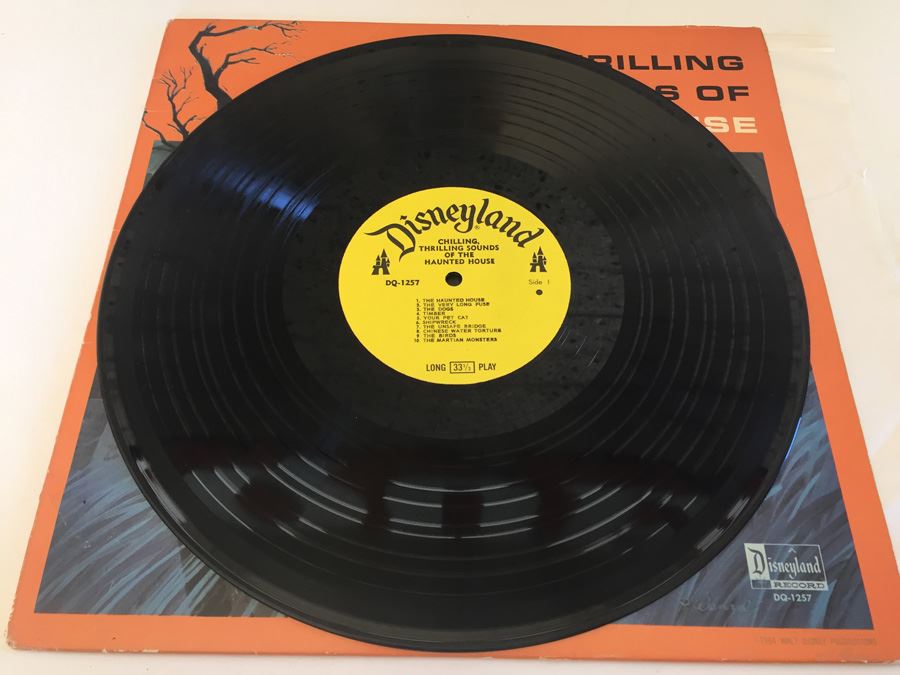 RILLING
S OF
SE
Disneyland®
CHILLING,
THRILLING SOUNDS
OF THE
HAUNTED HOUSE
DQ-1257
Side 1
1. THE HAUNTED HOUSE
2. THE VERY LONG FUSE
3. THE DOGS
4. TIMBER
5. YOUR PET CAT
6. SHIPWRECK
7. THE UNSAFE BRIDGE
8. CHINESE WATER TORTURE
9. THE BIRDS
10. THE MARTIAN MONSTERS
LONG 33⅓ PLAY
Disneyland
RECORD
DQ-1257
1964 WALT DISNEY PRODUCTIONS